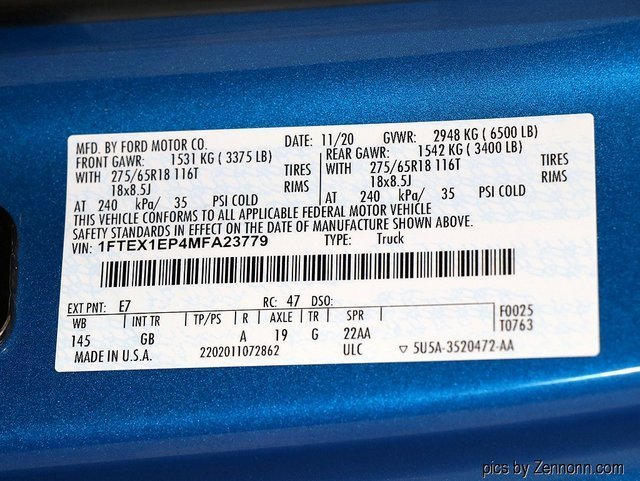 MFD. BY FORD MOTOR CO. DATE: 11/20 GVWR: 2948 KG ( 6500 LB)
FRONT GAWR: 1531 KG ( 3375 LB) REAR GAWR: 1542 KG ( 3400 LB)
WITH 275/65R18 116T TIRES WITH 275/65R18 116T TIRES
18x8.5J RIMS 18x8.5J RIMS
AT 240 kPa/ 35 PSI COLD AT 240 kPa/ 35 PSI COLD
THIS VEHICLE CONFORMS TO ALL APPLICABLE FEDERAL MOTOR VEHICLE
SAFETY STANDARDS IN EFFECT ON THE DATE OF MANUFACTURE SHOWN ABOVE.
VIN: 1FTEX1EP4MFA23779 TYPE: Truck
EXT PNT: E7 RC: 47 DSO: F0025
WB INT TR TP/PS R AXLE TR SPR T0763
145 GB A 19 G 22AA
MADE IN U.S.A. 2202011072862 ULC ▽ 5U5A-3520472-AA
pics by Zennonn.com